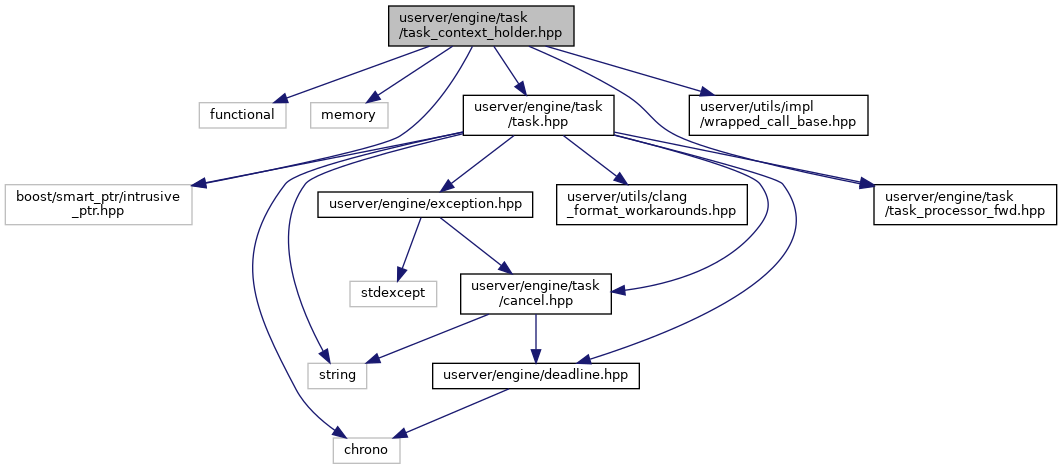 userver/engine/task
/task_context_holder.hpp
functional
memory
userver/engine/task
/task.hpp
userver/utils/impl
/wrapped_call_base.hpp
boost/smart_ptr/intrusive
_ptr.hpp
userver/engine/exception.hpp
userver/utils/clang
_format_workarounds.hpp
userver/engine/task
/task_processor_fwd.hpp
stdexcept
userver/engine/task
/cancel.hpp
string
userver/engine/deadline.hpp
chrono